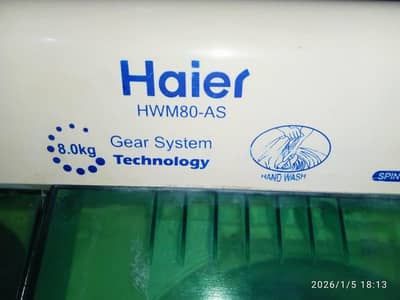 Haier
HWM80-AS
8.0kg
Gear System
Technology
HAND WASH
SPIN
2026/1/5 18:13